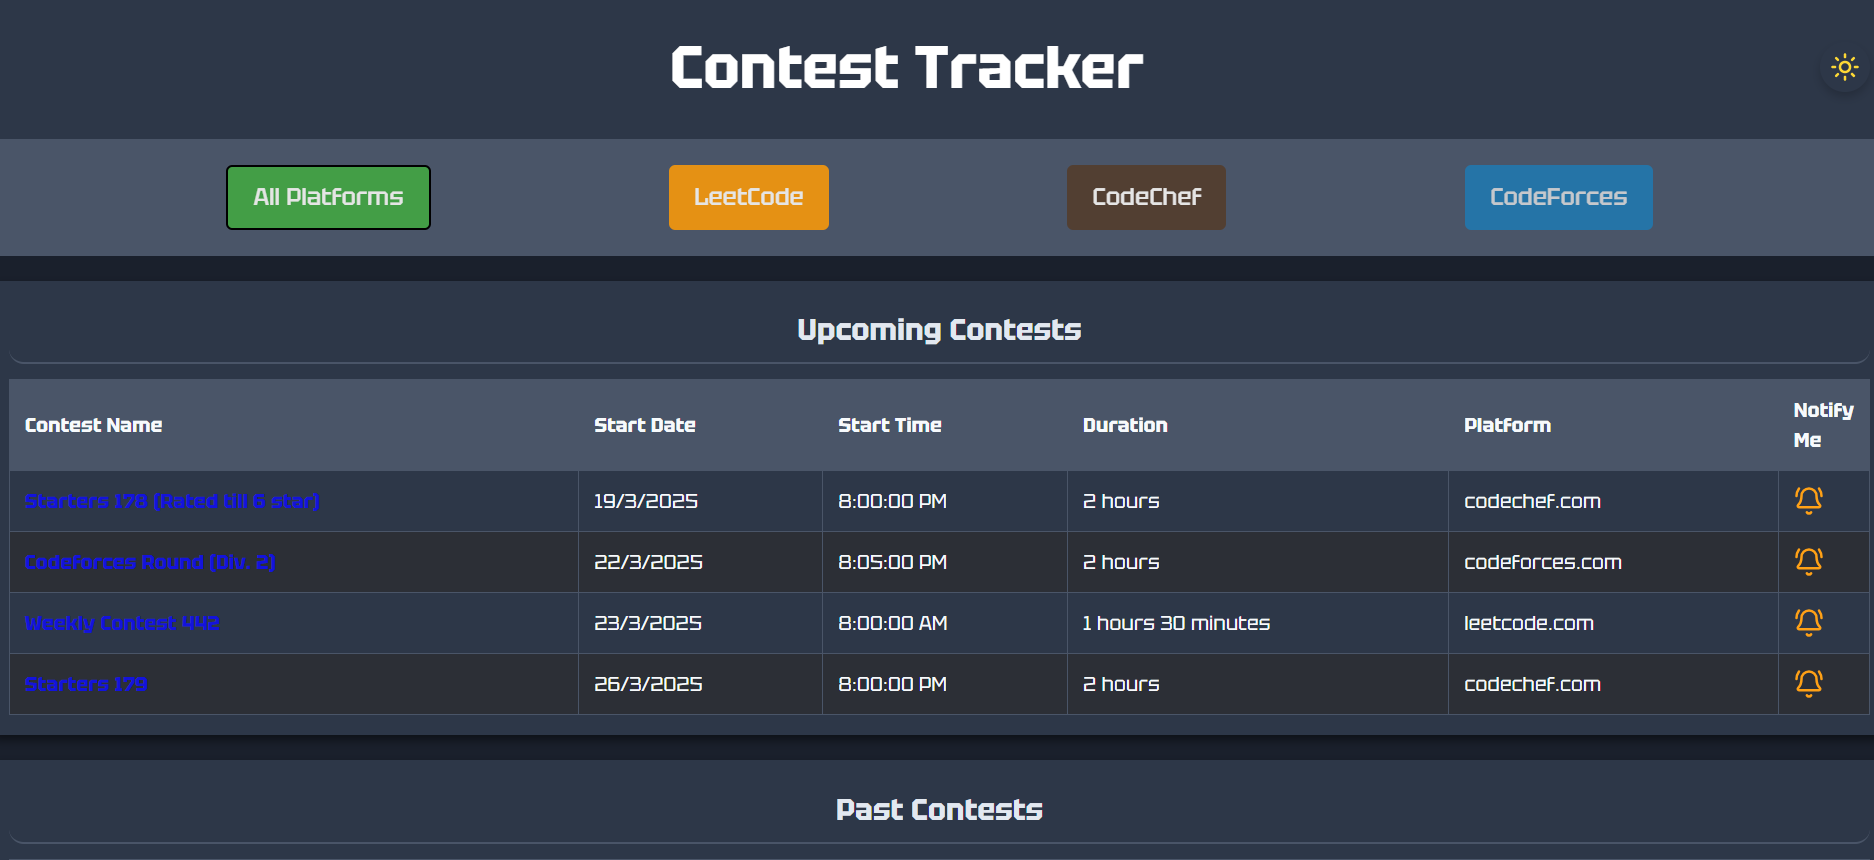 Contest Tracker
All Platforms LeetCode CodeChef CodeForces
Upcoming Contests
Contest Name Start Date Start Time Duration Platform Notify Me
Starters 178 (Rated till 6 star) 19/3/2025 8:00:00 PM 2 hours codechef.com
Codeforces Round (Div. 2) 22/3/2025 8:05:00 PM 2 hours codeforces.com
Weekly Contest 442 23/3/2025 8:00:00 AM 1 hours 30 minutes leetcode.com
Starters 179 26/3/2025 8:00:00 PM 2 hours codechef.com
Past Contests